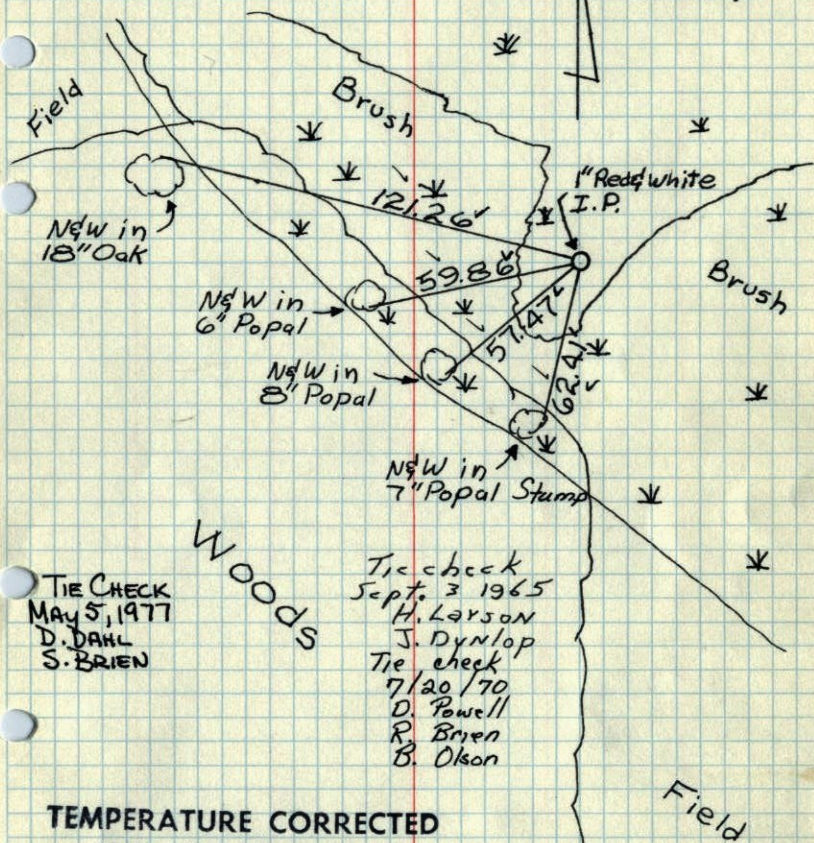 Field
Brush
1" Red & White
I.P.
121.26
N&W in
18" Oak
59.86
Brush
N&W in
6" Popal
57.47
62.41
N&W in
8" Popal
N&W in
7" Popal Stump
Woods
TIE CHECK
MAY 5, 1977
D. DAHL
S. BRIEN
Tie check
Sept. 3 1965
H. Larson
J. Dynlop
Tie check
7/20/70
D. Powell
R. Brien
B. Olson
Field
TEMPERATURE CORRECTED